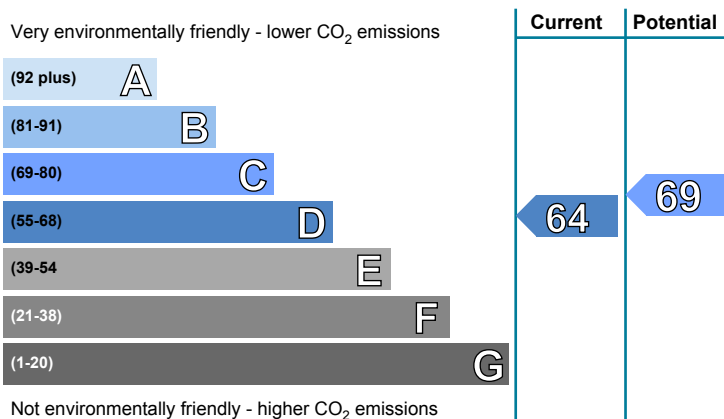 Very environmentally friendly - lower CO2 emissions
Current
Potential
(92 plus) A
(81-91) B
(69-80) C
(55-68) D
(39-54 E
(21-38) F
(1-20) G
64
69
Not environmentally friendly - higher CO2 emissions